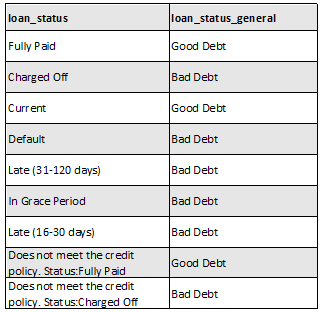 loan_status loan_status_general
Fully Paid Good Debt
Charged Off Bad Debt
Current Good Debt
Default Bad Debt
Late (31-120 days) Bad Debt
In Grace Period Bad Debt
Late (16-30 days) Bad Debt
Does not meet the credit
policy. Status:Fully Paid Good Debt
Does not meet the credit
policy. Status:Charged Off Bad Debt